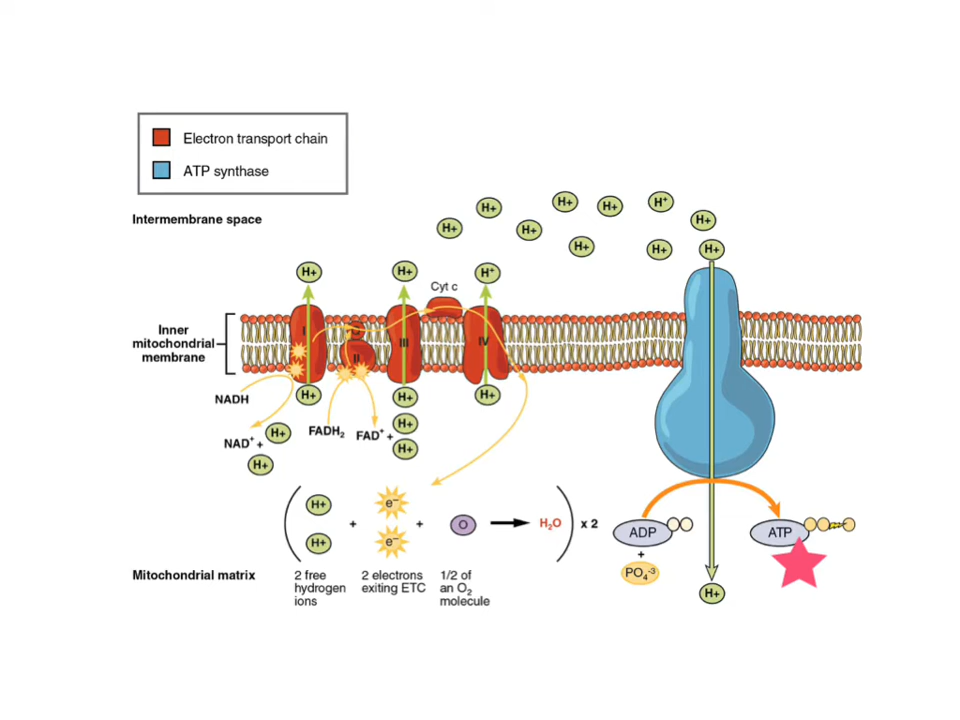 Electron transport chain
ATP synthase
Intermembrane space
H+ H+ H+ H+ H+ H+ H+ H+ H+ H+
H+ H+ H+ H+
Cyt c
Inner
mitochondrial
membrane
I II III IV
H+ H+ H+
NADH
FADH₂
NAD⁺ + H+
H+
FAD⁺ + H+
H+
H+ e⁻
+ + O H₂O x 2
H+ e⁻
ADP ATP
+
PO₄⁻³
Mitochondrial matrix
2 free
hydrogen
ions
2 electrons
exiting ETC
1/2 of
an O₂
molecule
H+